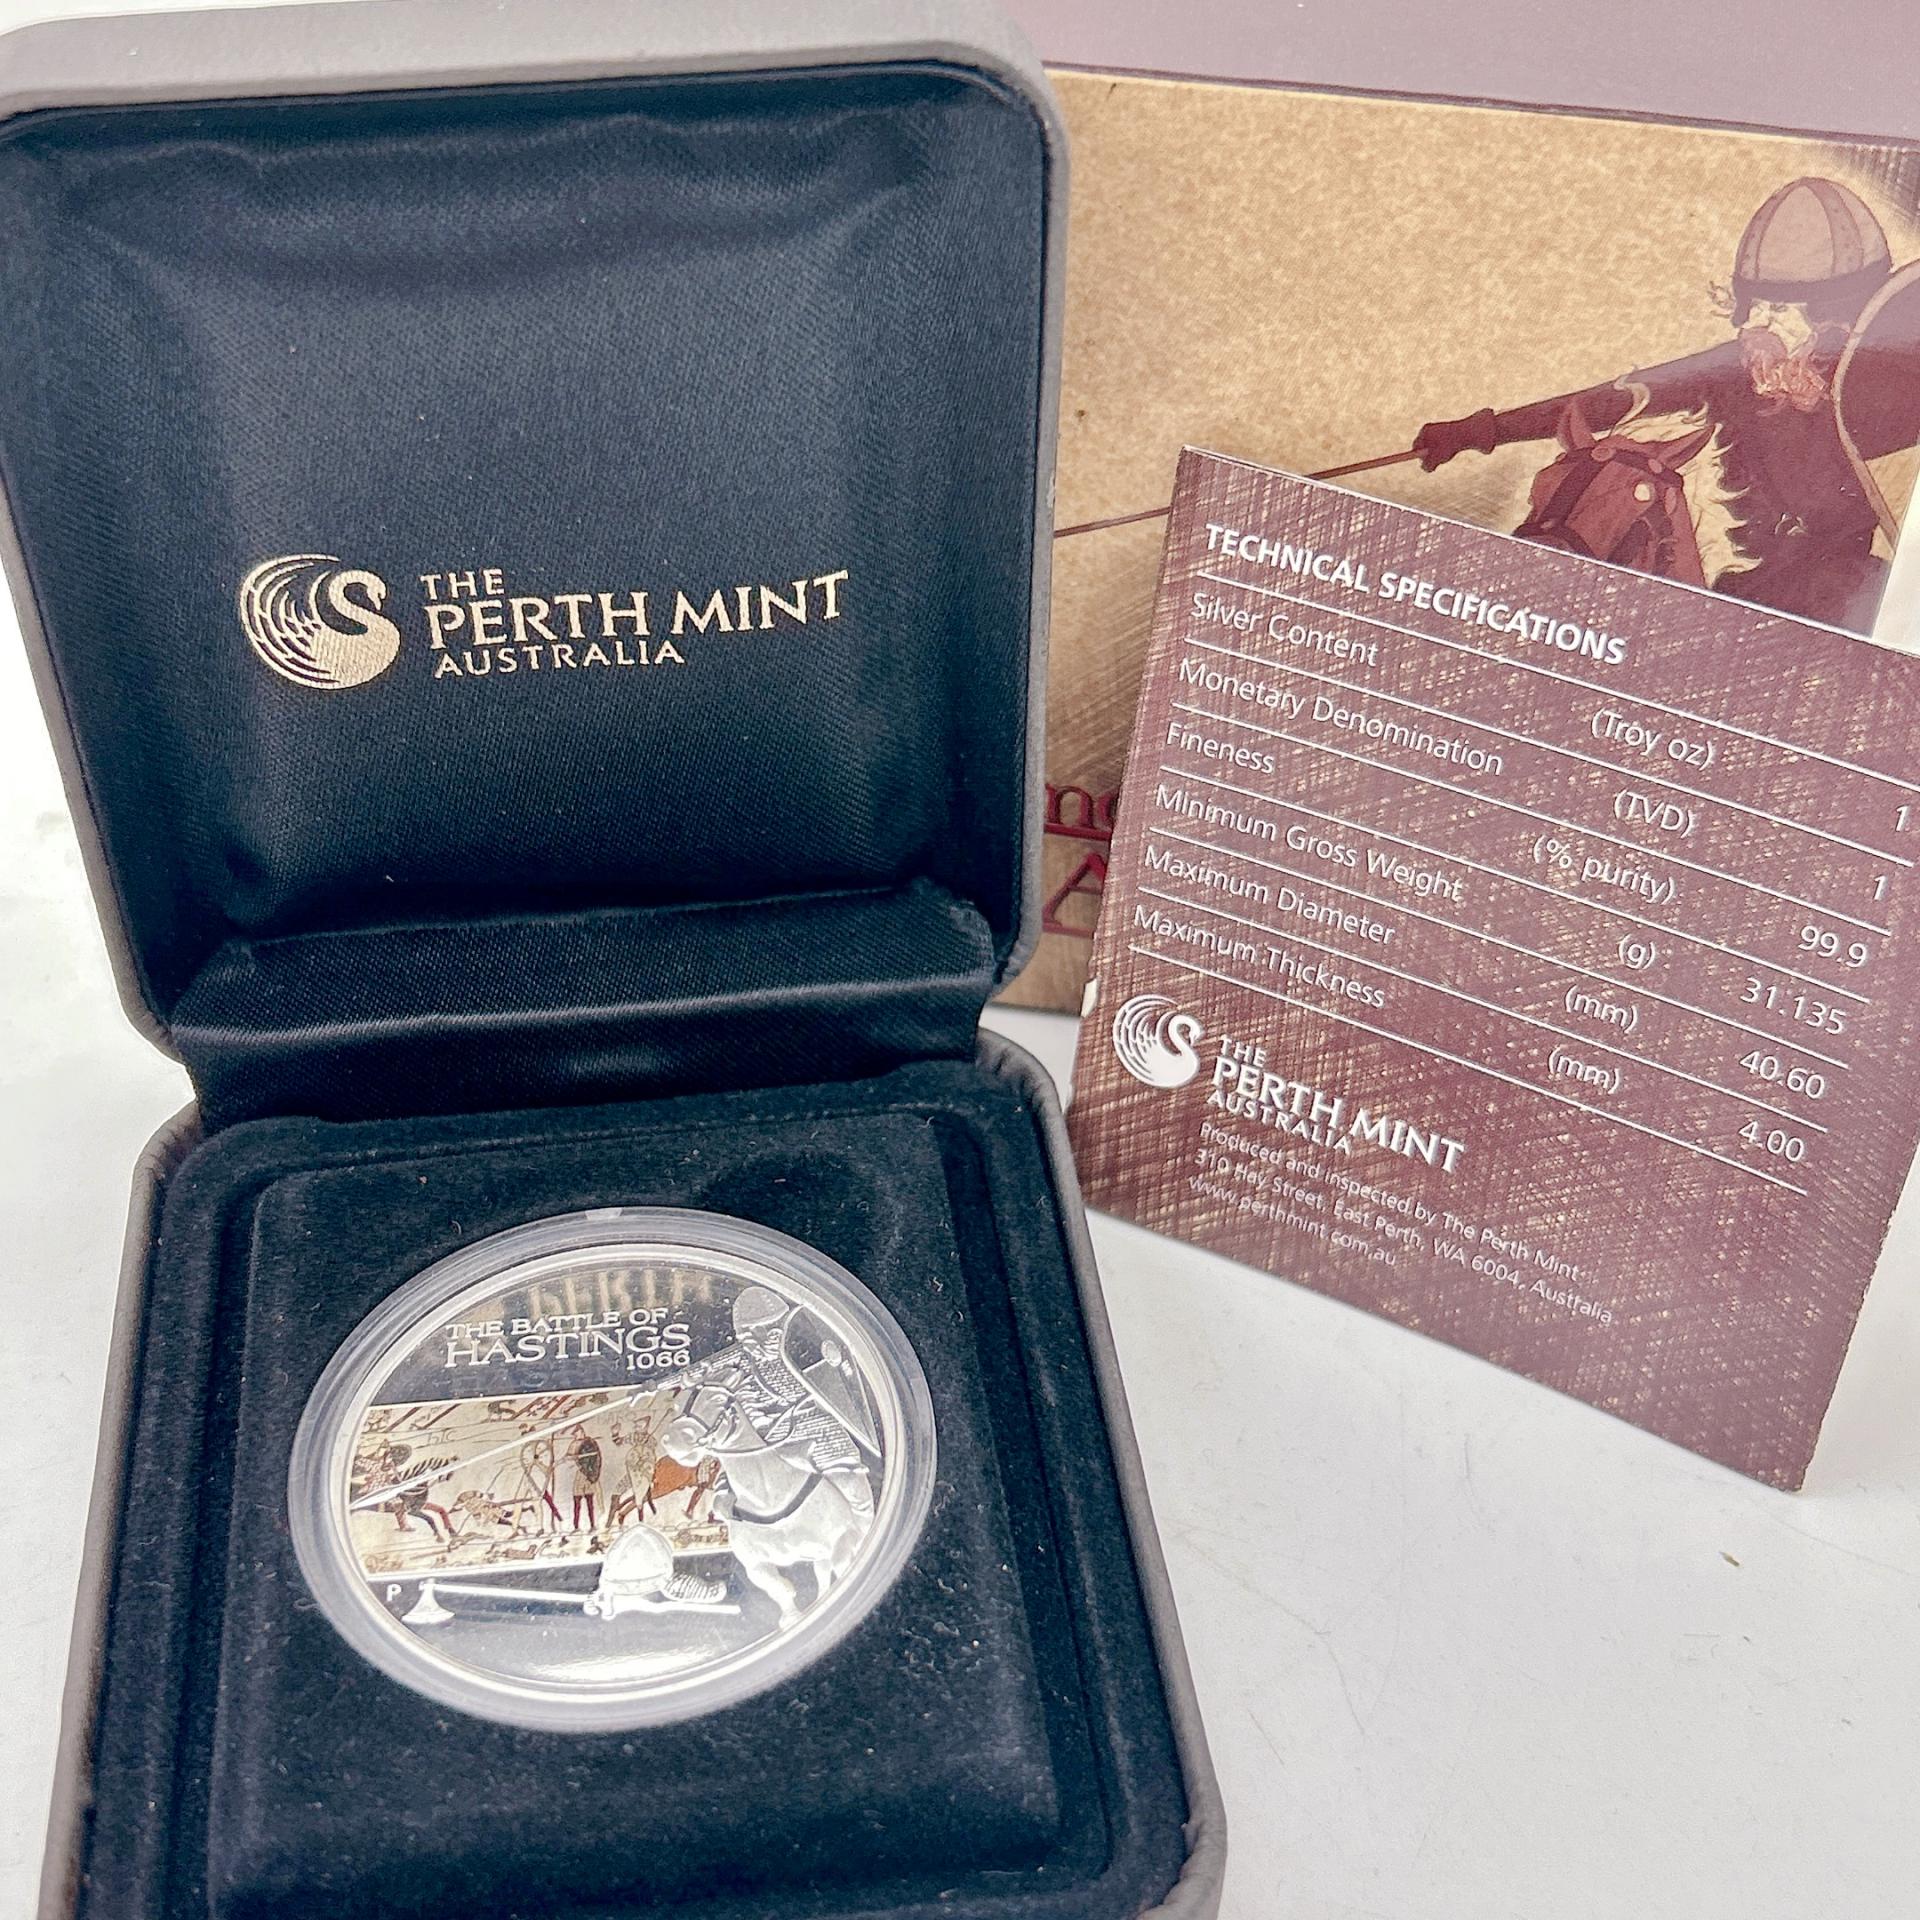 THE
PERTH MINT
AUSTRALIA
THE BATTLE OF
HASTINGS
1066
P
TECHNICAL SPECIFICATIONS
Silver Content (Troy oz) 1
Monetary Denomination (TVD) 1
Fineness (% purity) 99.9
Minimum Gross Weight (g) 31.135
Maximum Diameter (mm) 40.60
Maximum Thickness (mm) 4.00
THE
PERTH MINT
AUSTRALIA
Produced and inspected by The Perth Mint
310 Hay Street, East Perth, WA 6004, Australia
www.perthmint.com.au